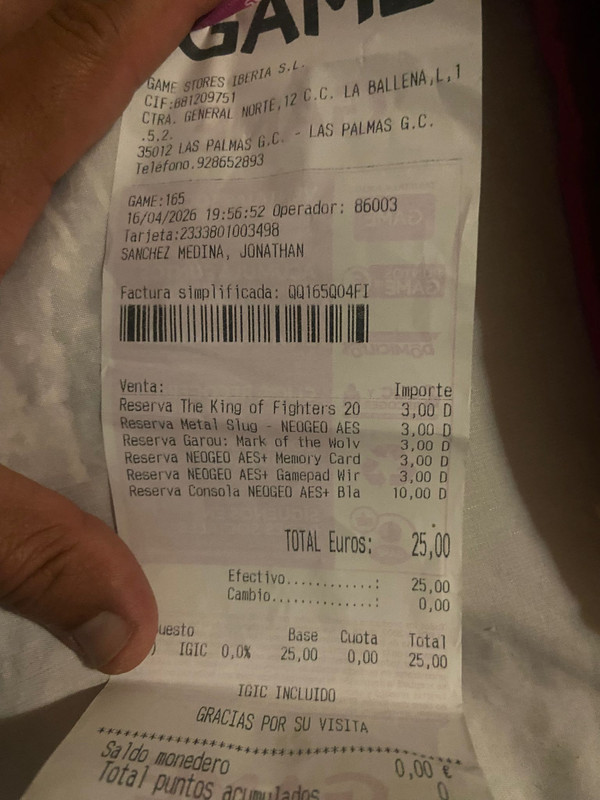 GAME
GAME STORES IBERIA S.L.
CIF:B81209751
CTRA. GENERAL NORTE,12 C.C. LA BALLENA,L,1
.5,2.
35012 LAS PALMAS G.C. - LAS PALMAS G.C.
Teléfono.928652893
GAME:165
16/04/2026 19:56:52 Operador: 86003
Tarjeta:2333801003498
SANCHEZ MEDINA, JONATHAN
Factura simplificada: QQ165Q04FI
Venta: Importe
Reserva The King of Fighters 20 3,00 D
Reserva Metal Slug - NEOGEO AES 3,00 D
Reserva Garou: Mark of the Wolv 3,00 D
Reserva NEOGEO AES+ Memory Card 3,00 D
Reserva NEOGEO AES+ Gamepad Wir 3,00 D
Reserva Consola NEOGEO AES+ Bla 10,00 D
TOTAL Euros: 25,00
Efectivo............: 25,00
Cambio..............: 0,00
uesto Base Cuota Total
) IGIC 0,0% 25,00 0,00 25,00
IGIC INCLUIDO
GRACIAS POR SU VISITA
Saldo monedero 0,00 €
Total puntos acumulados 0